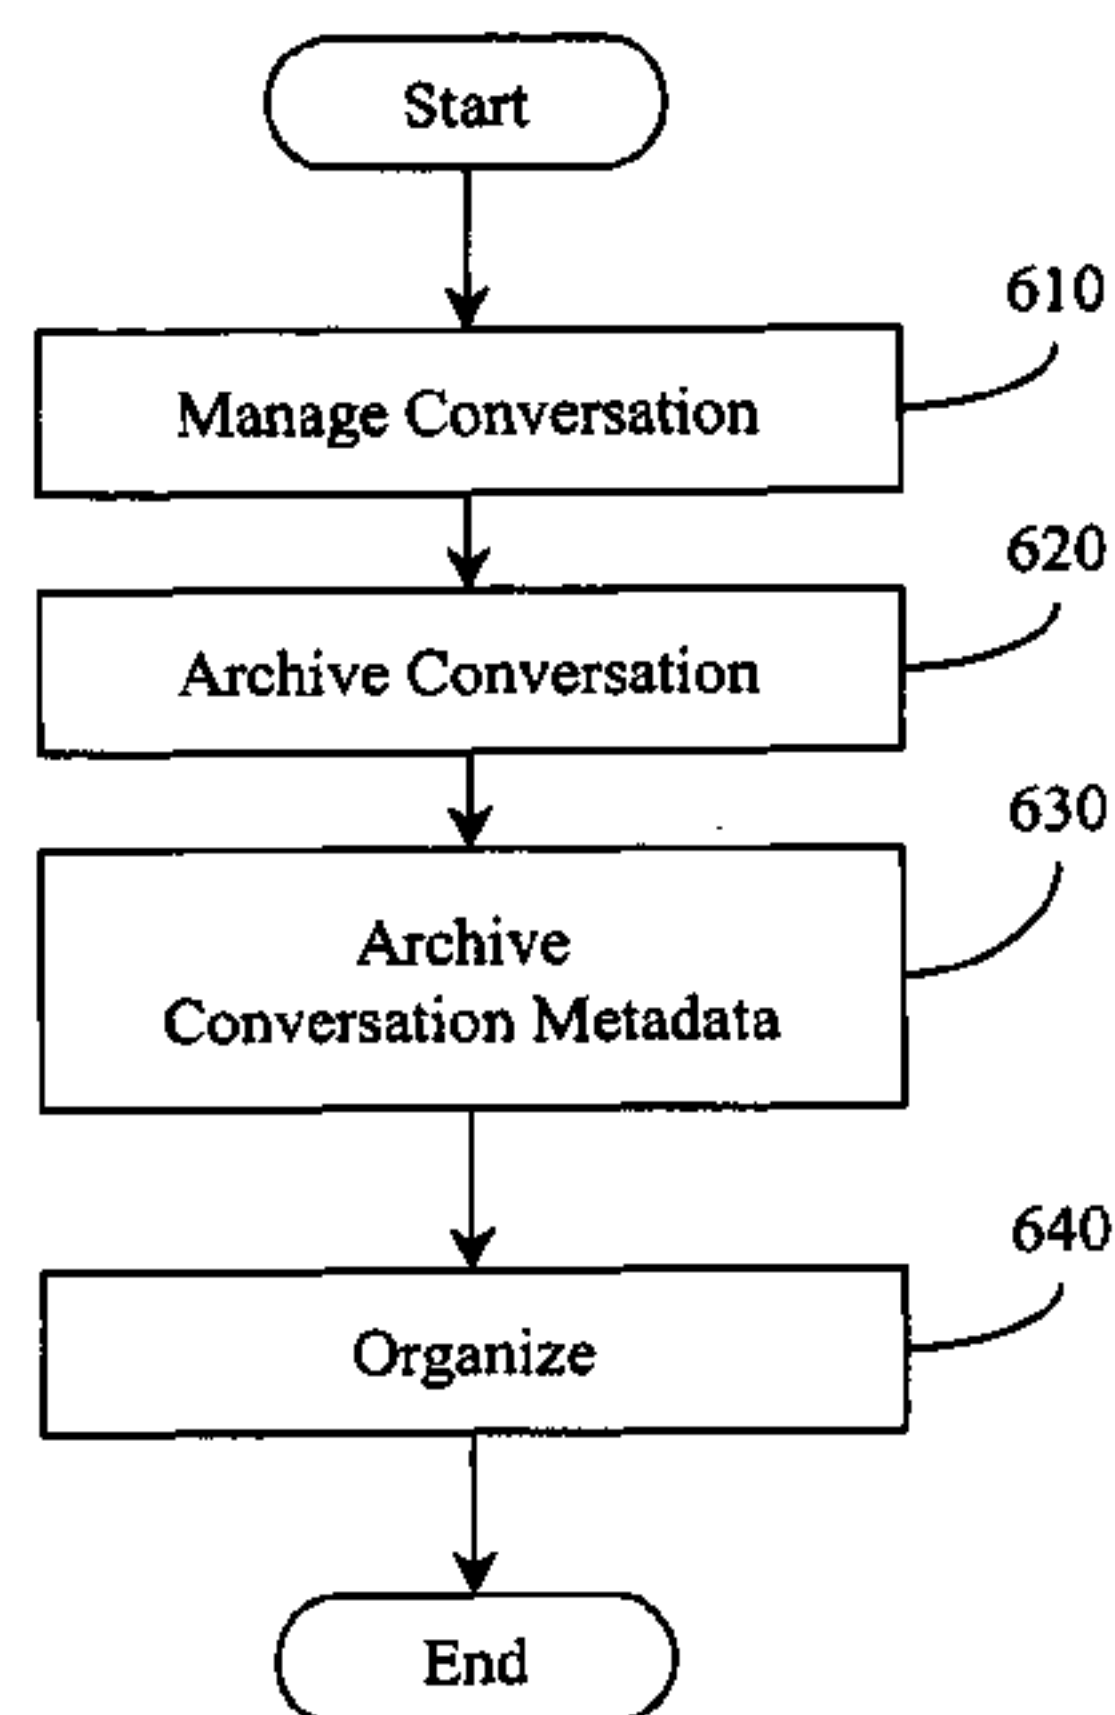 Start
610
Manage Conversation
620
Archive Conversation
630
Archive
Conversation Metadata
640
Organize
End